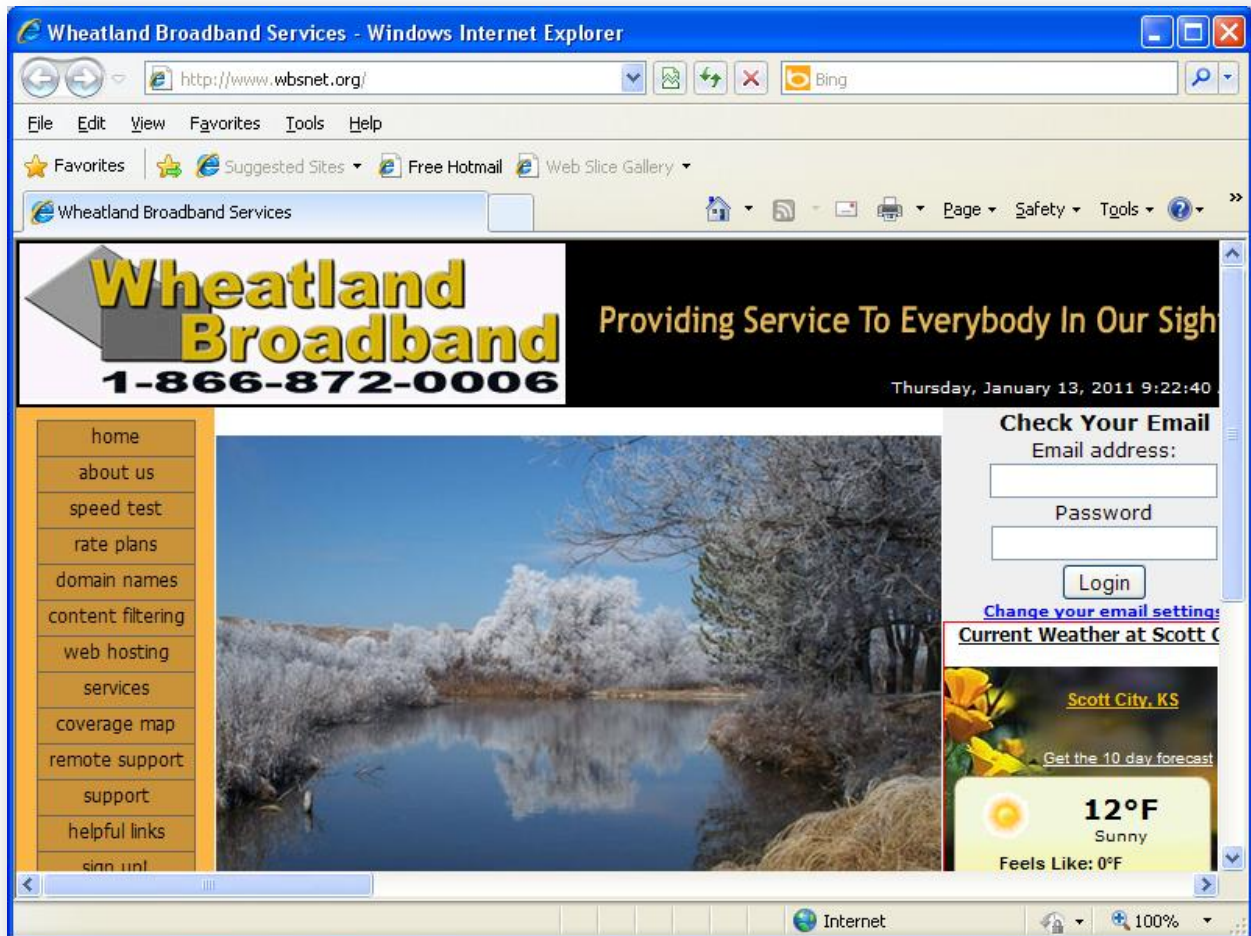 Wheatland Broadband Services - Windows Internet Explorer
http://www.wbsnet.org/
Bing
File Edit View Favorites Tools Help
Favorites Suggested Sites Free Hotmail Web Slice Gallery
Wheatland Broadband Services
Page Safety Tools »
Wheatland
Broadband
1-866-872-0006
Providing Service To Everybody In Our Sigh
Thursday, January 13, 2011 9:22:40
home
about us
speed test
rate plans
domain names
content filtering
web hosting
services
coverage map
remote support
support
helpful links
sign up!
Check Your Email
Email address:
Password
Login
Change your email settings
Current Weather at Scott C
Scott City, KS
Get the 10 day forecast
12°F
Sunny
Feels Like: 0°F
Internet
100%